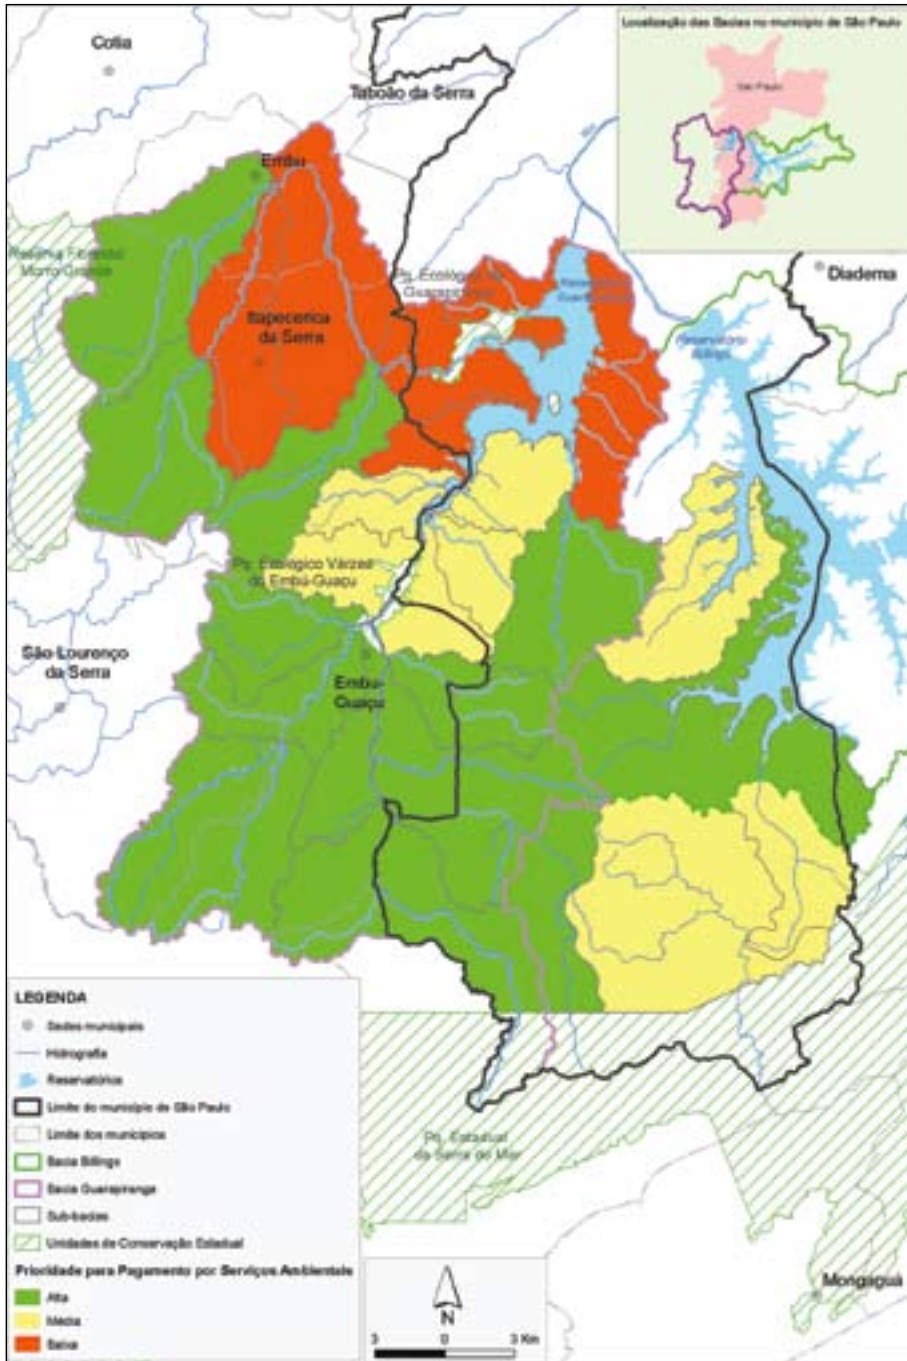 Localização das Bacias no município de São Paulo
São Paulo
Cotia
Taboão da Serra
Embu
Reserva Florestal
Morro Grande
Pq. Ecológico
Guarapiranga
Diadema
Itapecerica
da Serra
Reservatório
Billings
Pq. Ecológico Várzea
do Embú-Guaçu
São Lourenço
da Serra
Embu-
Guaçu
LEGENDA
Sedes municipais
Hidrografia
Reservatórios
Limite do município de São Paulo
Limite dos municípios
Bacia Billings
Bacia Guarapiranga
Sub-bacias
Unidades de Conservação Estadual
Prioridade para Pagamento por Serviços Ambientais
Alta
Média
Baixa
Pq. Estadual
da Serra do Mar
Mongaguá
N
3 0 3 Km